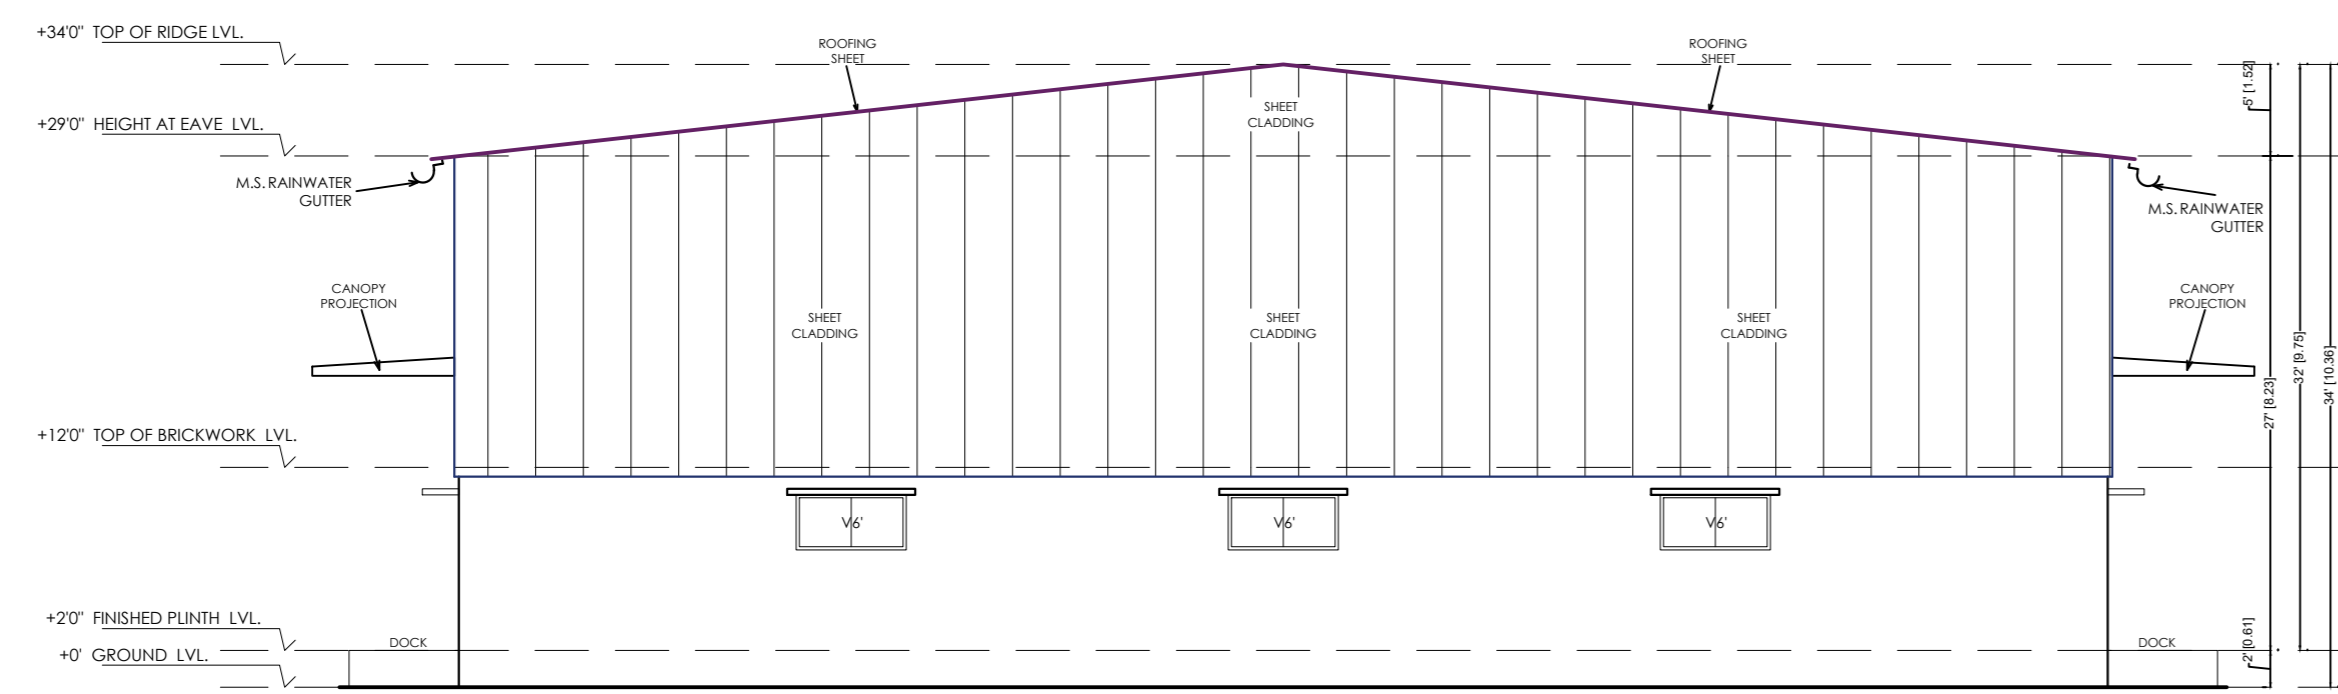 +34'0" TOP OF RIDGE LVL.
ROOFING
SHEET
ROOFING
SHEET
5' [1.52]
+29'0" HEIGHT AT EAVE LVL.
SHEET
CLADDING
M.S. RAINWATER
GUTTER
M.S. RAINWATER
GUTTER
CANOPY
PROJECTION
CANOPY
PROJECTION
SHEET
CLADDING
SHEET
CLADDING
SHEET
CLADDING
27' [8.23]
32' [9.75]
34' [10.36]
+12'0" TOP OF BRICKWORK LVL.
V6'
V6'
V6'
+2'0" FINISHED PLINTH LVL.
DOCK
DOCK
2' [0.61]
+0' GROUND LVL.